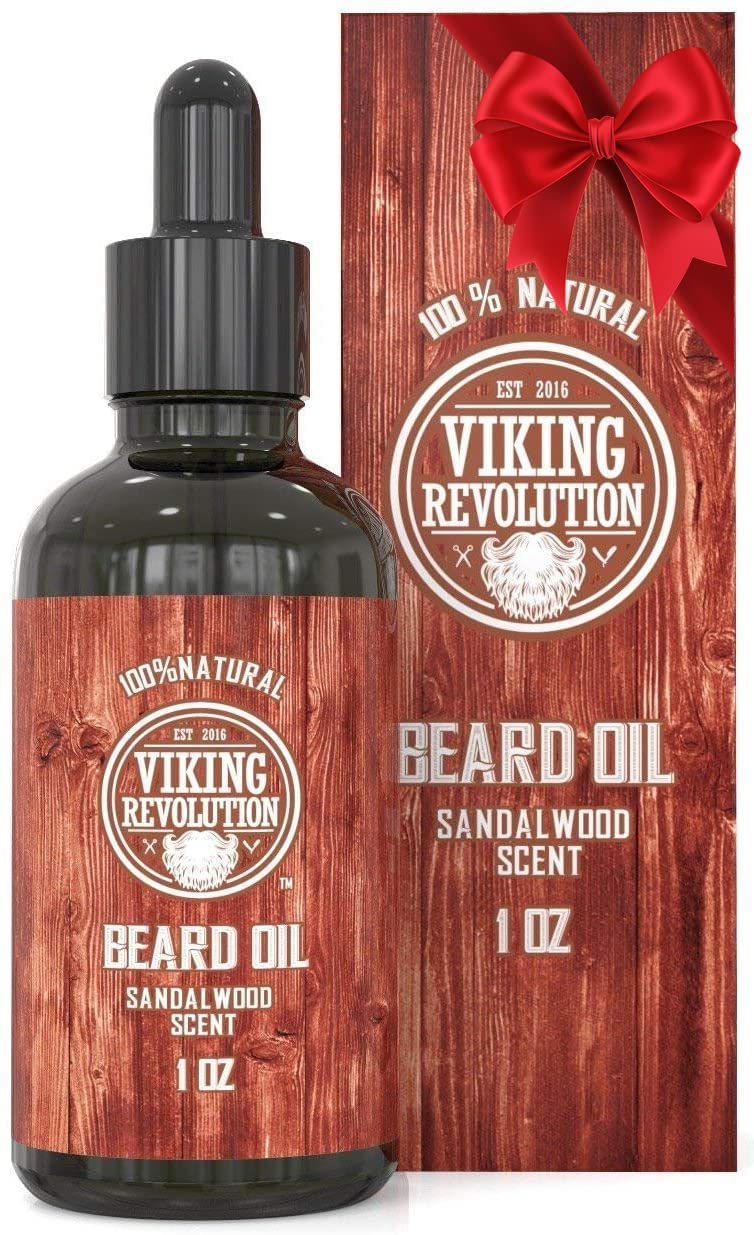 100%NATURAL
EST 2016
VIKING
REVOLUTION
TM
BEARD OIL
SANDALWOOD
SCENT
1 OZ
100 % NATURAL
EST 2016
VIKING
REVOLUTION
BEARD OIL
SANDALWOOD
SCENT
1 OZ